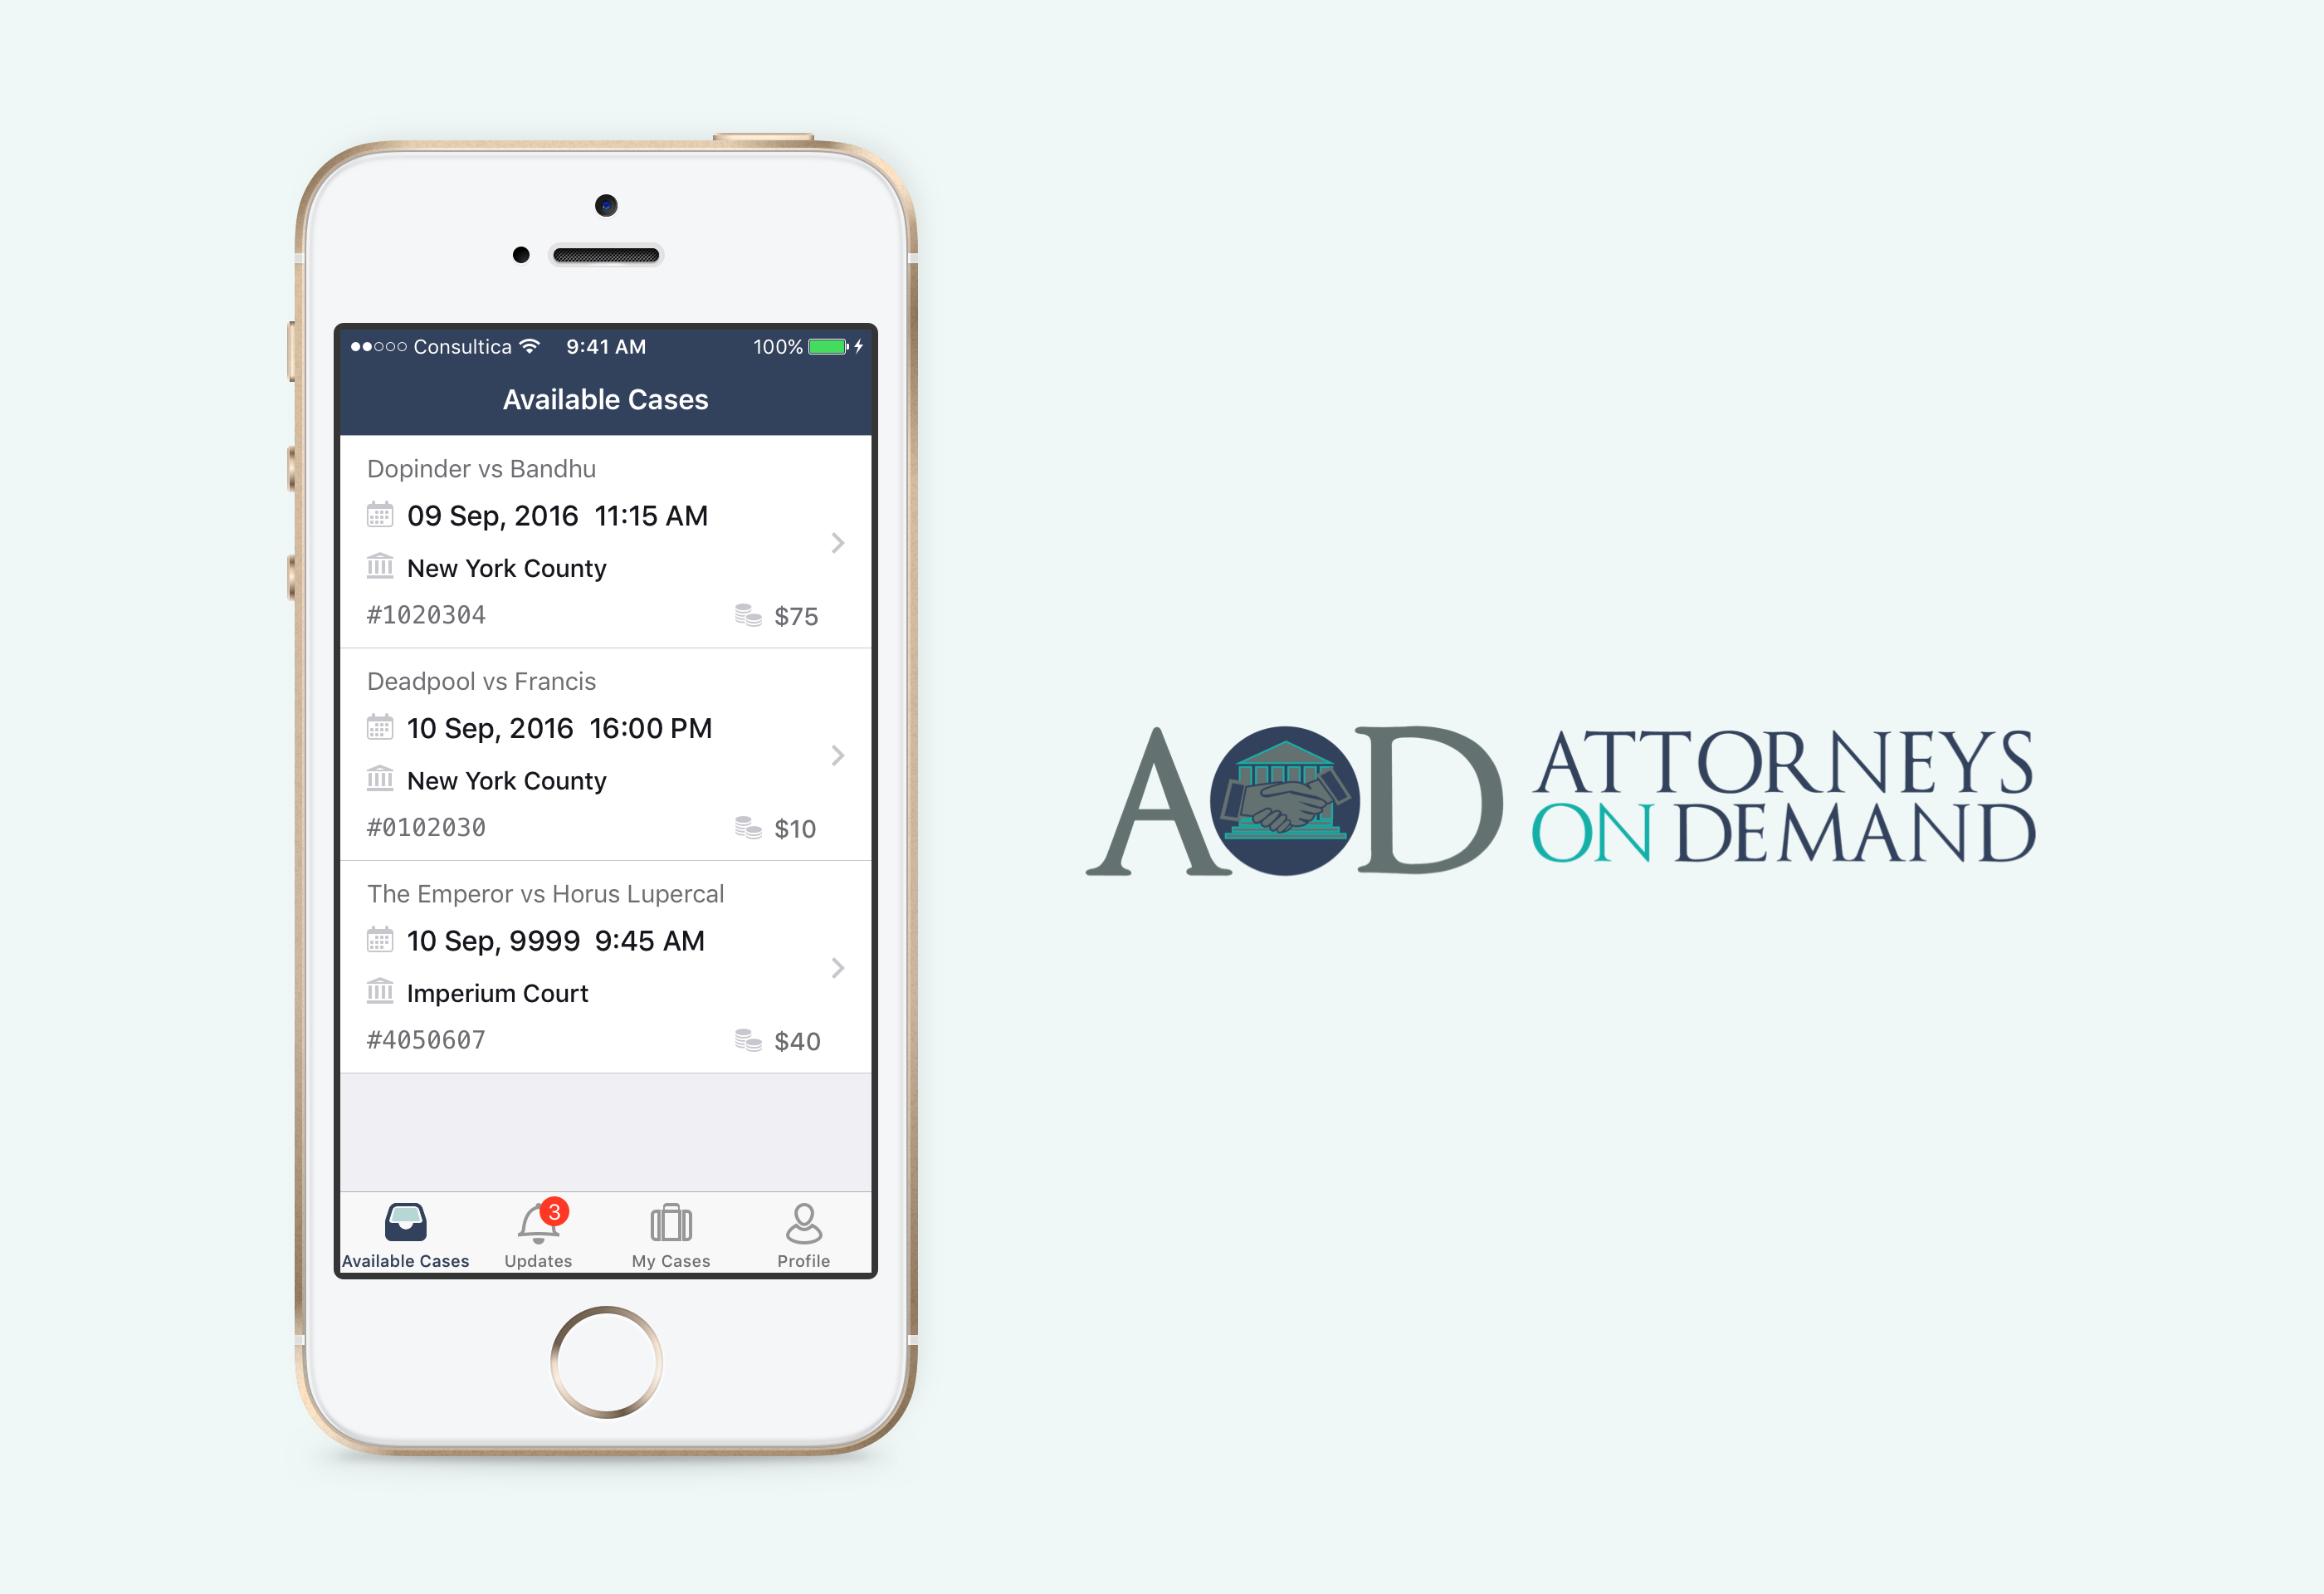 Consultica 9:41 AM 100%
Available Cases
Dopinder vs Bandhu
09 Sep, 2016 11:15 AM
New York County
#1020304 $75
Deadpool vs Francis
10 Sep, 2016 16:00 PM
New York County
#0102030 $10
The Emperor vs Horus Lupercal
10 Sep, 9999 9:45 AM
Imperium Court
#4050607 $40
3
Available Cases Updates My Cases Profile
AOD
ATTORNEYS
ON DEMAND